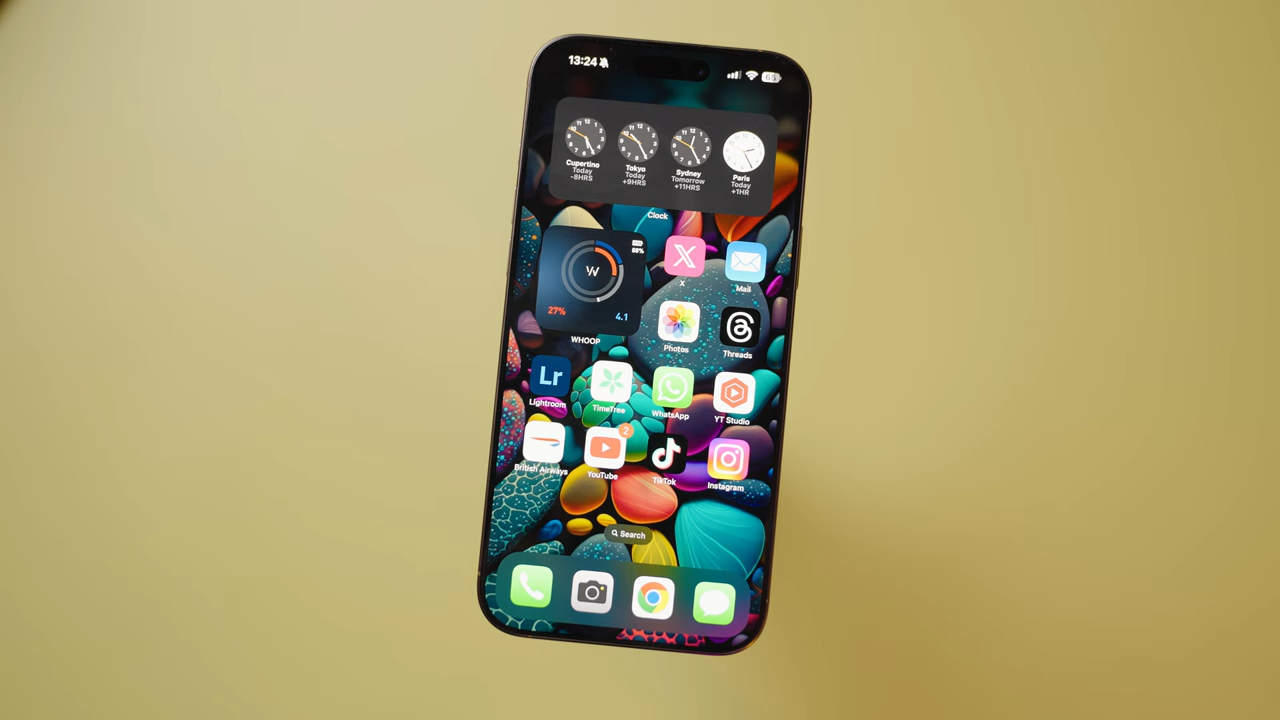 13:24
Cupertino
Today
-8HRS
Tokyo
Today
+9HRS
Sydney
Tomorrow
+11HRS
Paris
Today
+1HR
Clock
W
27%
4.1
WHOOP
X
Mail
Photos
Threads
Lr
Lightroom
TimeTree
WhatsApp
YT Studio
British Airways
2
YouTube
TikTok
Instagram
Search